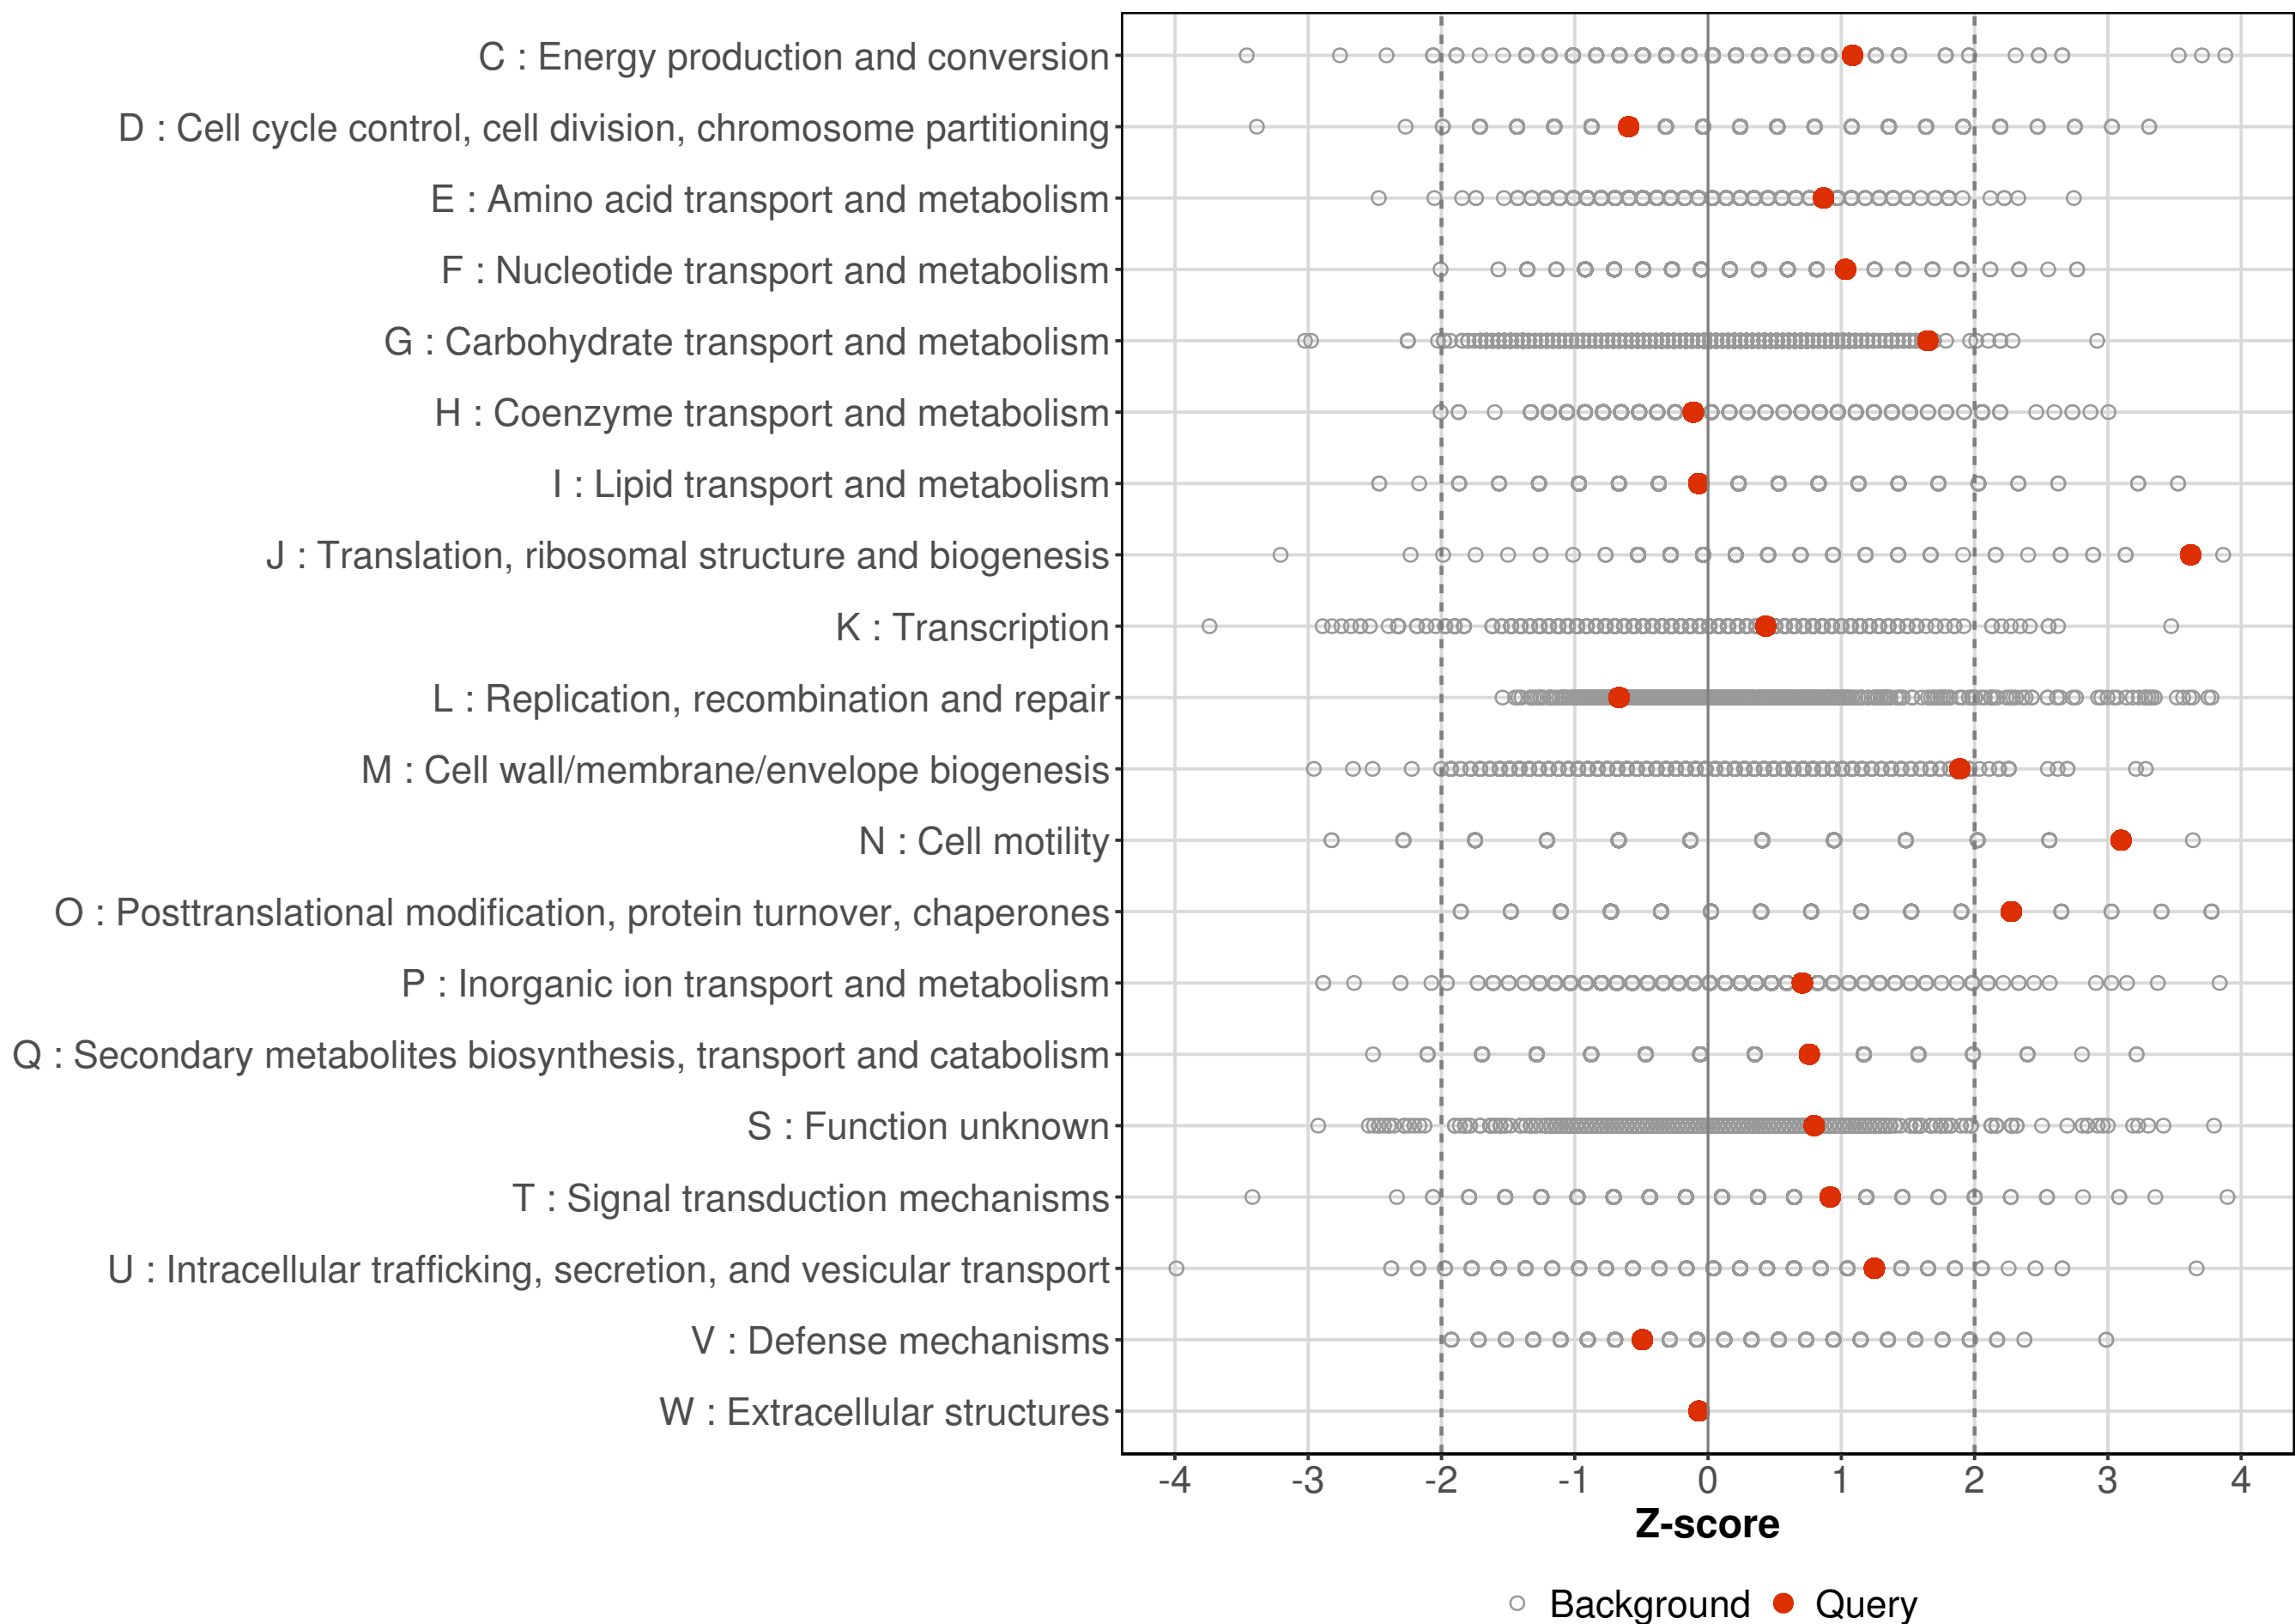 C : Energy production and conversion
D : Cell cycle control, cell division, chromosome partitioning
E : Amino acid transport and metabolism
F : Nucleotide transport and metabolism
G : Carbohydrate transport and metabolism
H : Coenzyme transport and metabolism
I : Lipid transport and metabolism
J : Translation, ribosomal structure and biogenesis
K : Transcription
L : Replication, recombination and repair
M : Cell wall/membrane/envelope biogenesis
N : Cell motility
O : Posttranslational modification, protein turnover, chaperones
P : Inorganic ion transport and metabolism
Q : Secondary metabolites biosynthesis, transport and catabolism
S : Function unknown
T : Signal transduction mechanisms
U : Intracellular trafficking, secretion, and vesicular transport
V : Defense mechanisms
W : Extracellular structures
-4 -3 -2 -1 0 1 2 3 4
Z-score
Background Query